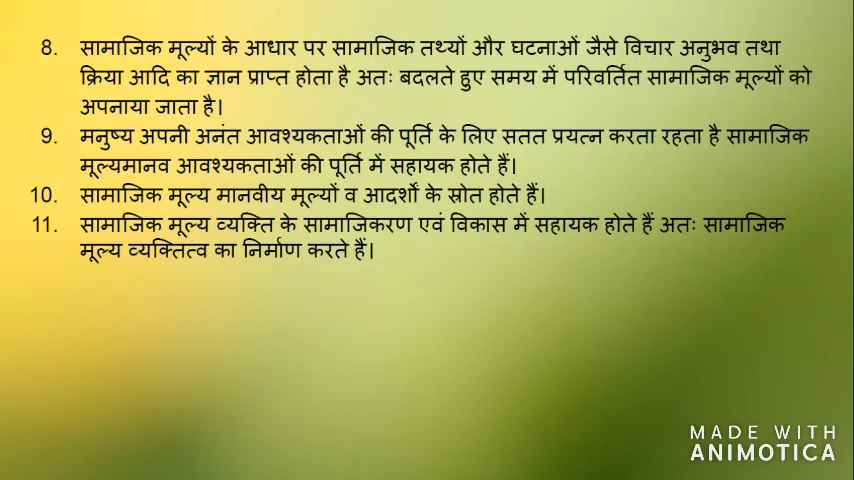 8. सामाजिक मूल्यों के आधार पर सामाजिक तथ्यों और घटनाओं जैसे विचार अनुभव तथा
क्रिया आदि का ज्ञान प्राप्त होता है अतः बदलते हुए समय में परिवर्तित सामाजिक मूल्यों को
अपनाया जाता है।
9. मनुष्य अपनी अनंत आवश्यकताओं की पूर्ति के लिए सतत प्रयत्न करता रहता है सामाजिक
मूल्यमानव आवश्यकताओं की पूर्ति में सहायक होते हैं।
10. सामाजिक मूल्य मानवीय मूल्यों व आदर्शों के स्रोत होते हैं।
11. सामाजिक मूल्य व्यक्ति के सामाजिकरण एवं विकास में सहायक होते हैं अतः सामाजिक
मूल्य व्यक्तित्व का निर्माण करते हैं।
MADE WITH
ANIMOTICA